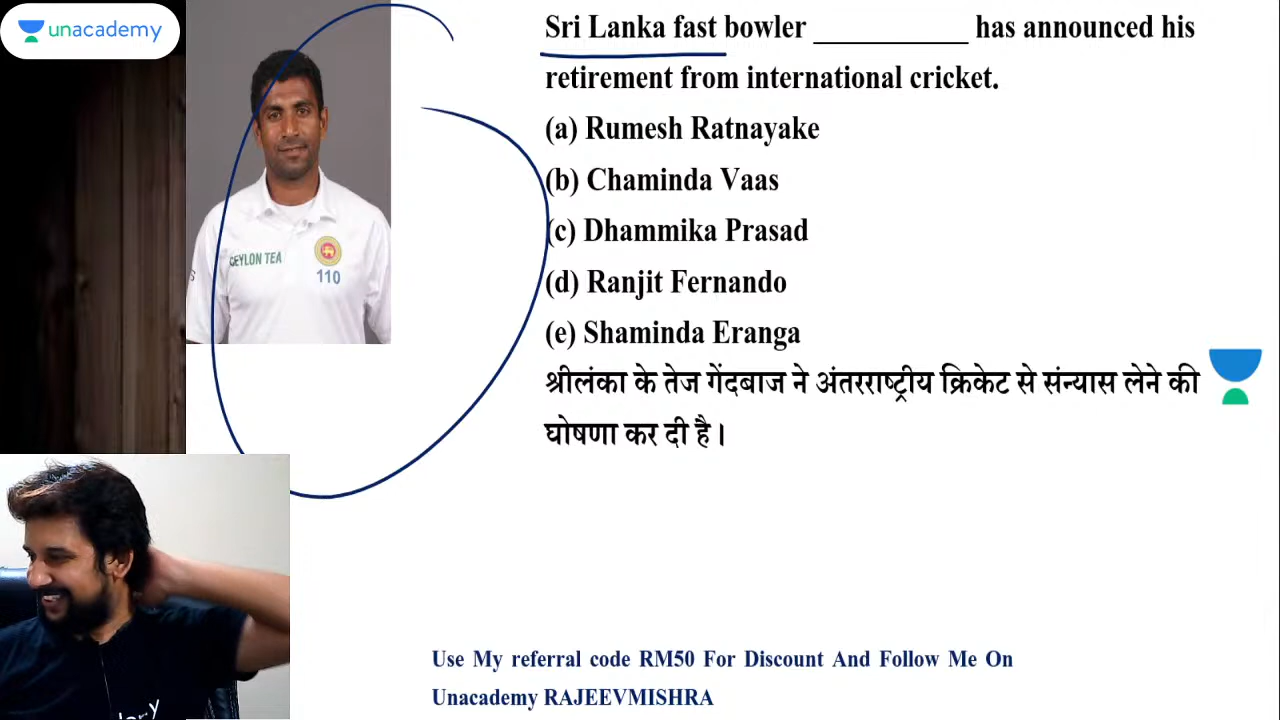 unacademy
Sri Lanka fast bowler ___________ has announced his
retirement from international cricket.
(a) Rumesh Ratnayake
(b) Chaminda Vaas
(c) Dhammika Prasad
(d) Ranjit Fernando
(e) Shaminda Eranga
श्रीलंका के तेज गेंदबाज ने अंतरराष्ट्रीय क्रिकेट से संन्यास लेने की
घोषणा कर दी है।
CEYLON TEA
110
Use My referral code RM50 For Discount And Follow Me On
Unacademy RAJEEVMISHRA